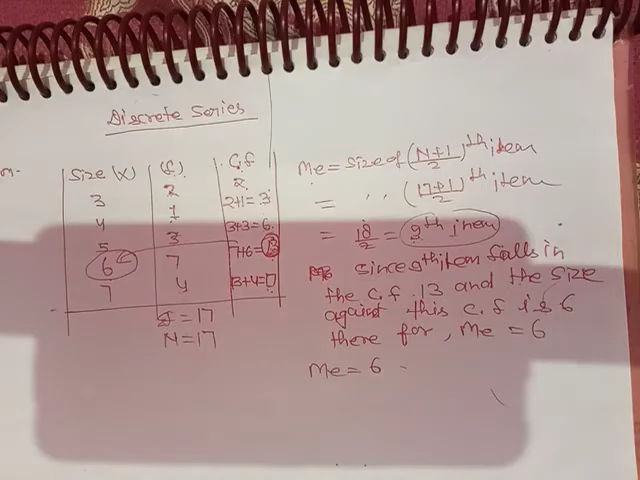 Discrete Series
Size (x) (f) C.f
3 2 2
4 1 2+1=3
5 3 3+3=6
6 7 7+6=13
7 4 13+4=17
= 17
N=17
Me = Size of (N+1/2)th item
= ,, (17+1/2)th item
= 18/2 = 9th item
Since 9th item falls in
the C.f 13 and the size
against this C.f is 6
there for, Me = 6
Me = 6